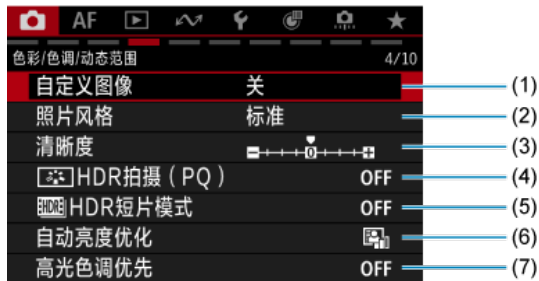 AF
色彩/色调/动态范围 4/10
自定义图像 关 (1)
照片风格 标准 (2)
清晰度 0 (3)
HDR拍摄(PQ) OFF (4)
HDR HDR短片模式 OFF (5)
自动亮度优化 (6)
高光色调优先 OFF (7)